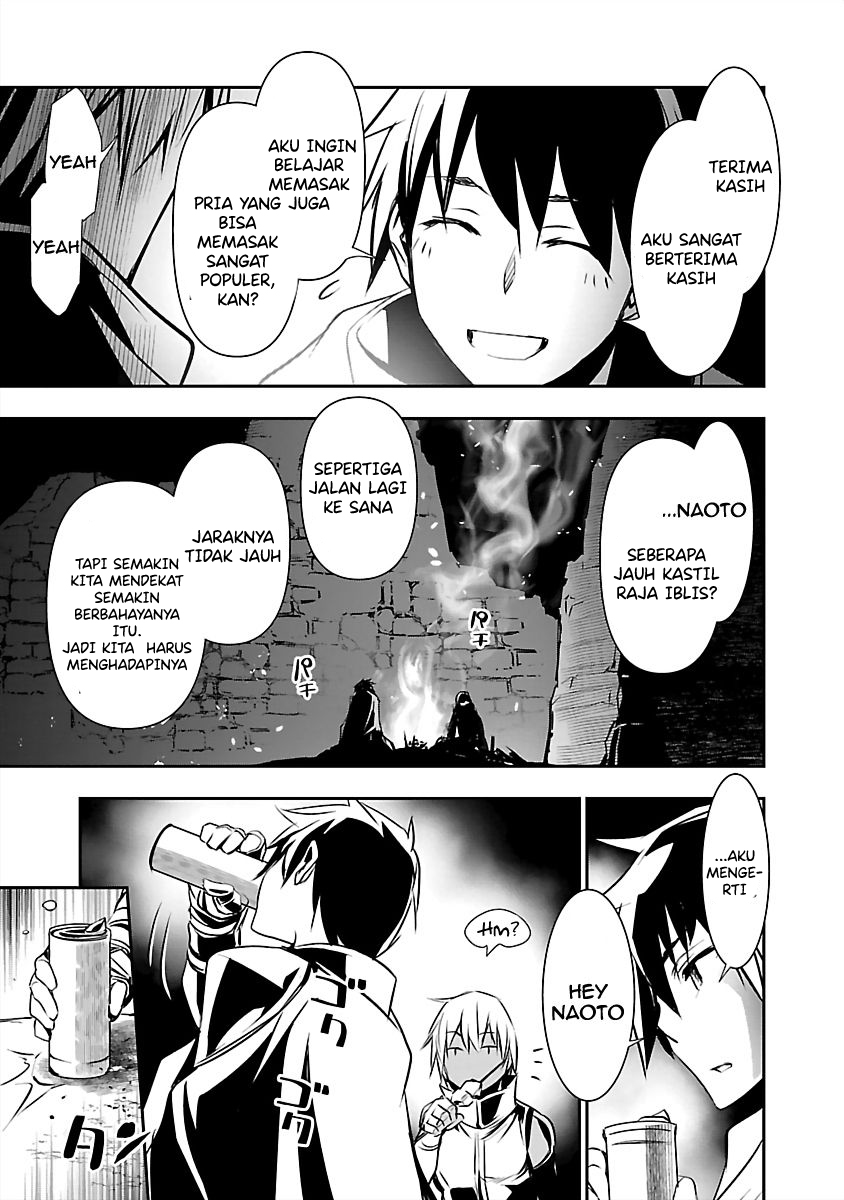 TERIMA
KASIH
AKU SANGAT
BERTERIMA
KASIH
AKU INGIN
BELAJAR
MEMASAK
PRIA YANG JUGA
BISA
MEMASAK
SANGAT
POPULER,
KAN?
YEAH
YEAH
...NAOTO
SEBERAPA
JAUH KASTIL
RAJA IBLIS?
SEPERTIGA
JALAN LAGI
KE SANA
JARAKNYA
TIDAK JAUH
TAPI SEMAKIN
KITA MENDEKAT
SEMAKIN
BERBAHAYANYA
ITU.
JADI KITA HARUS
MENGHADAPINYA
パチ
パチ
...AKU
MENGE-
RTI
HEY
NAOTO
Hm?
ゴク
ゴク
タン